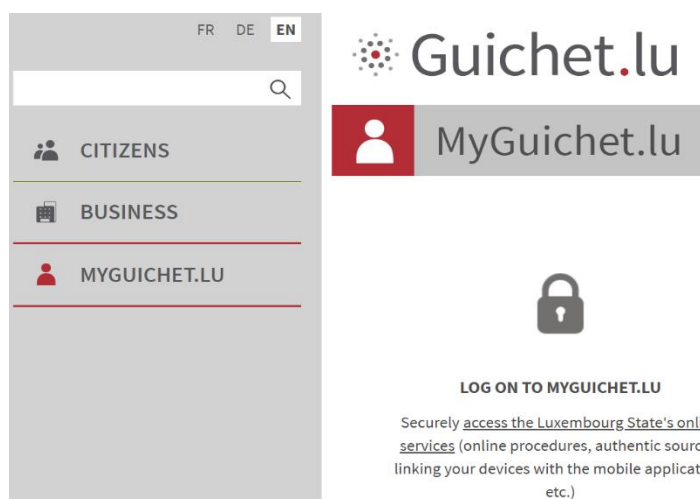 FR DE EN
CITIZENS
BUSINESS
MYGUICHET.LU
Guichet.lu
MyGuichet.lu
LOG ON TO MYGUICHET.LU
Securely access the Luxembourg State's onl
services (online procedures, authentic sourc
linking your devices with the mobile applicat
etc.)